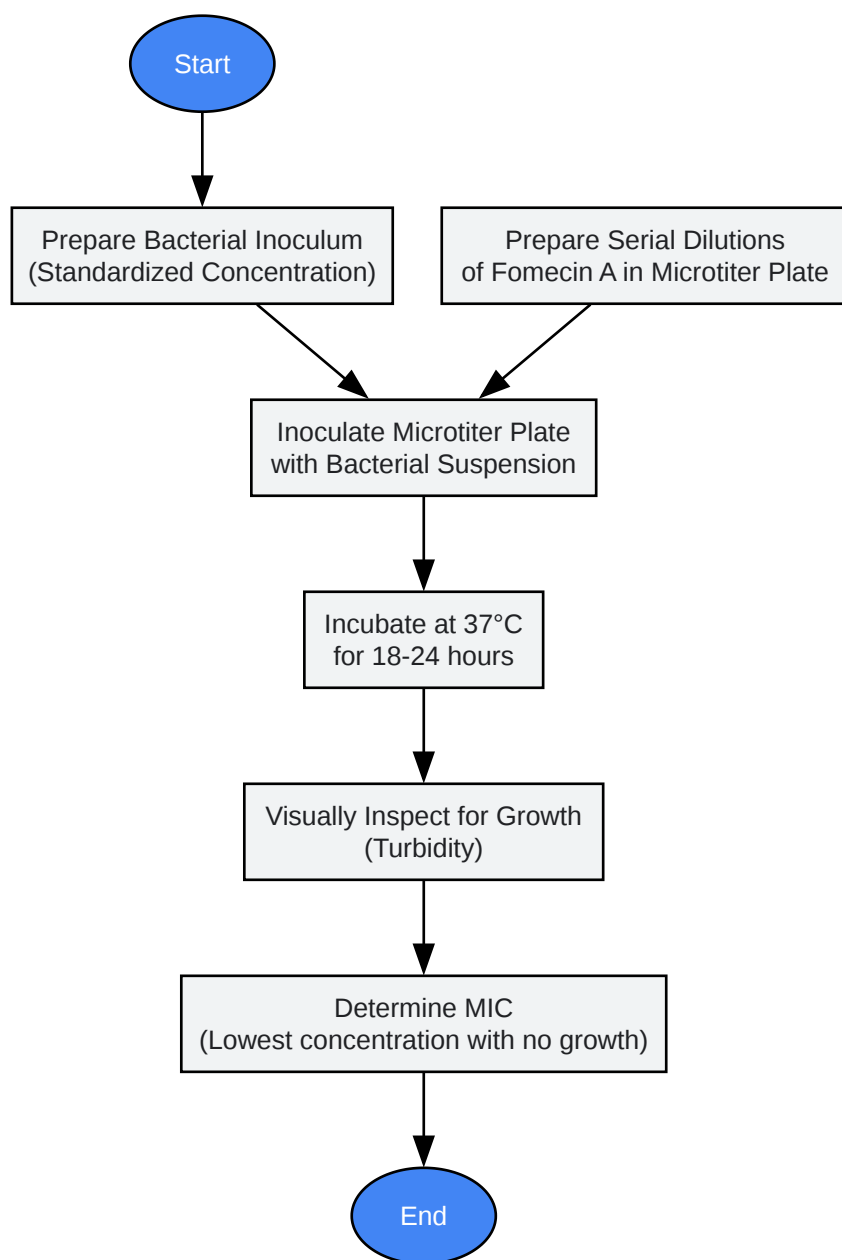 Start
Prepare Bacterial Inoculum
(Standardized Concentration)
Prepare Serial Dilutions
of Fomecin A in Microtiter Plate
Inoculate Microtiter Plate
with Bacterial Suspension
Incubate at 37°C
for 18-24 hours
Visually Inspect for Growth
(Turbidity)
Determine MIC
(Lowest concentration with no growth)
End